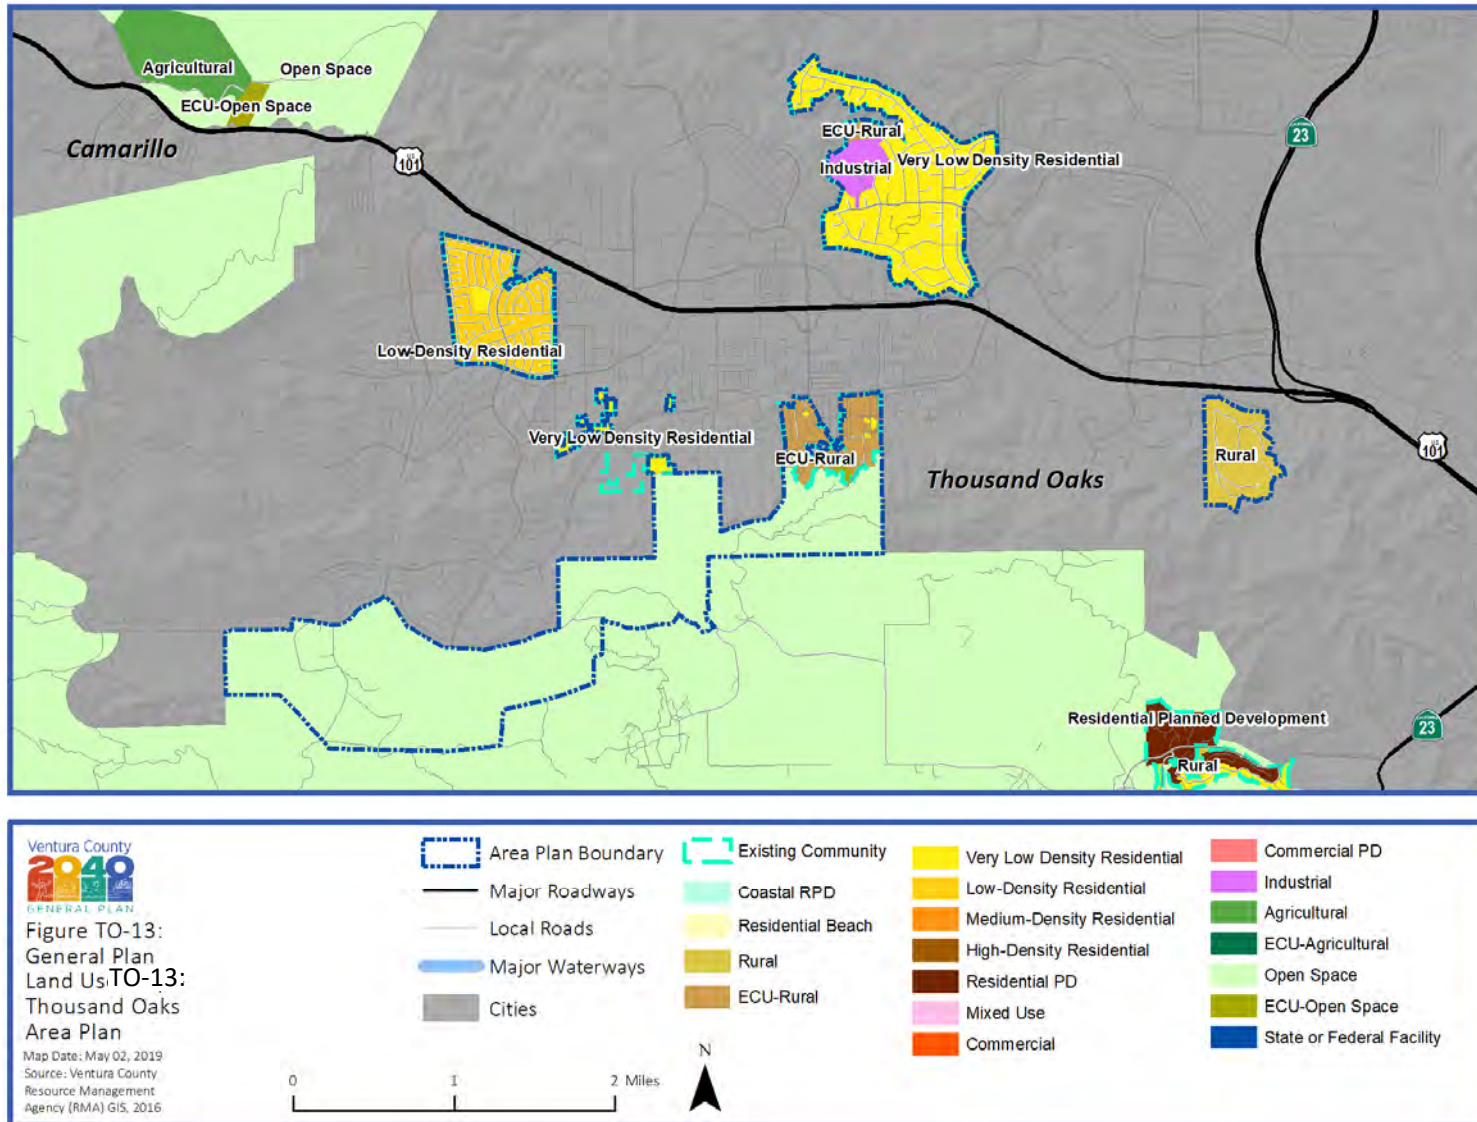 Agricultural
Open Space
ECU-Open Space
Camarillo
US
101
ECU-Rural
Industrial
Very Low Density Residential
CALIFORNIA
23
Low-Density Residential
Very Low Density Residential
ECU-Rural
Thousand Oaks
Rural
US
101
Residential Planned Development
Rural
CALIFORNIA
23
Ventura County
2040
GENERAL PLAN
Figure TO-13:
General Plan
Land Us TO-13:
Thousand Oaks
Area Plan
Map Date: May 02, 2019
Source: Ventura County
Resource Management
Agency (RMA) GIS, 2016
Area Plan Boundary
Major Roadways
Local Roads
Major Waterways
Cities
0 1 2 Miles
Existing Community
Coastal RPD
Residential Beach
Rural
ECU-Rural
N
Very Low Density Residential
Low-Density Residential
Medium-Density Residential
High-Density Residential
Residential PD
Mixed Use
Commercial
Commercial PD
Industrial
Agricultural
ECU-Agricultural
Open Space
ECU-Open Space
State or Federal Facility